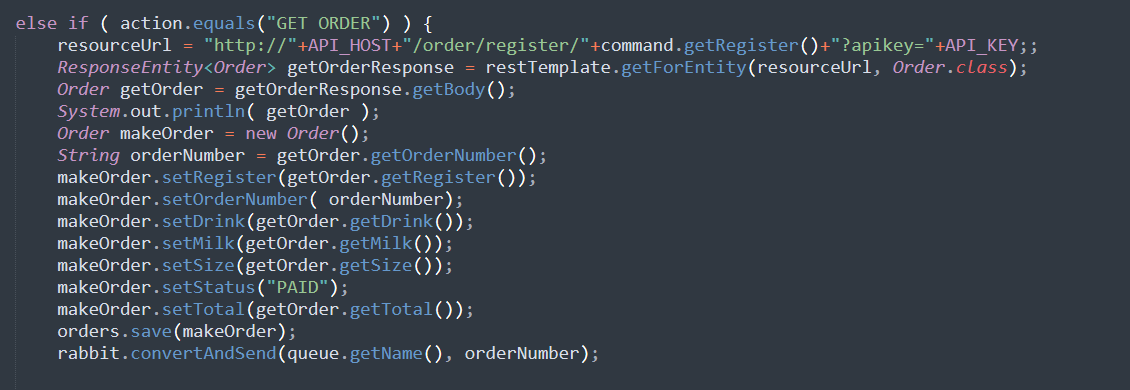 else if ( action.equals("GET ORDER") ) {
    resourceUrl = "http://"+API_HOST+"/order/register/"+command.getRegister()+"?apikey="+API_KEY;;
    ResponseEntity<Order> getOrderResponse = restTemplate.getForEntity(resourceUrl, Order.class);
    Order getOrder = getOrderResponse.getBody();
    System.out.println( getOrder );
    Order makeOrder = new Order();
    String orderNumber = getOrder.getOrderNumber();
    makeOrder.setRegister(getOrder.getRegister());
    makeOrder.setOrderNumber( orderNumber);
    makeOrder.setDrink(getOrder.getDrink());
    makeOrder.setMilk(getOrder.getMilk());
    makeOrder.setSize(getOrder.getSize());
    makeOrder.setStatus("PAID");
    makeOrder.setTotal(getOrder.getTotal());
    orders.save(makeOrder);
    rabbit.convertAndSend(queue.getName(), orderNumber);